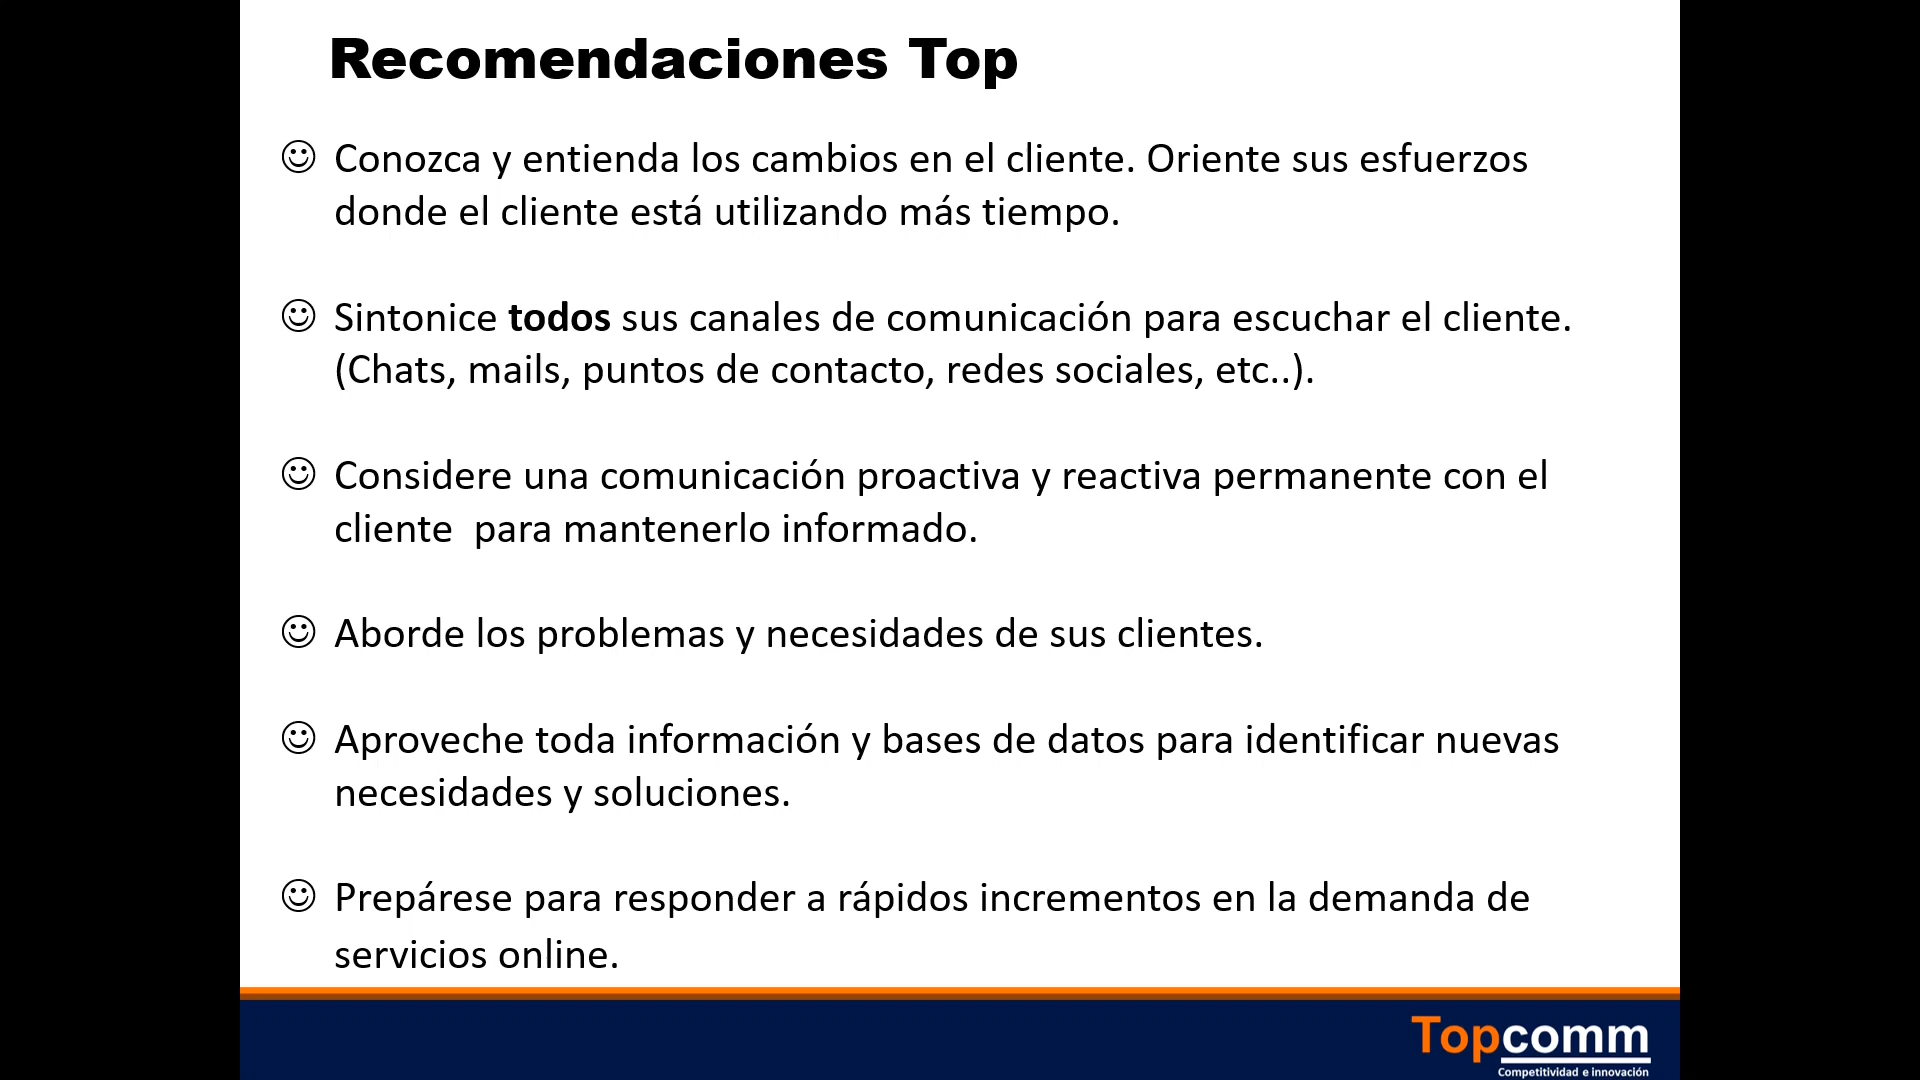 Recomendaciones Top
Conozca y entienda los cambios en el cliente. Oriente sus esfuerzos
donde el cliente está utilizando más tiempo.
Sintonice todos sus canales de comunicación para escuchar el cliente.
(Chats, mails, puntos de contacto, redes sociales, etc..).
Considere una comunicación proactiva y reactiva permanente con el
cliente  para mantenerlo informado.
Aborde los problemas y necesidades de sus clientes.
Aproveche toda información y bases de datos para identificar nuevas
necesidades y soluciones.
Prepárese para responder a rápidos incrementos en la demanda de
servicios online.
Topcomm
Competitividad e innovación